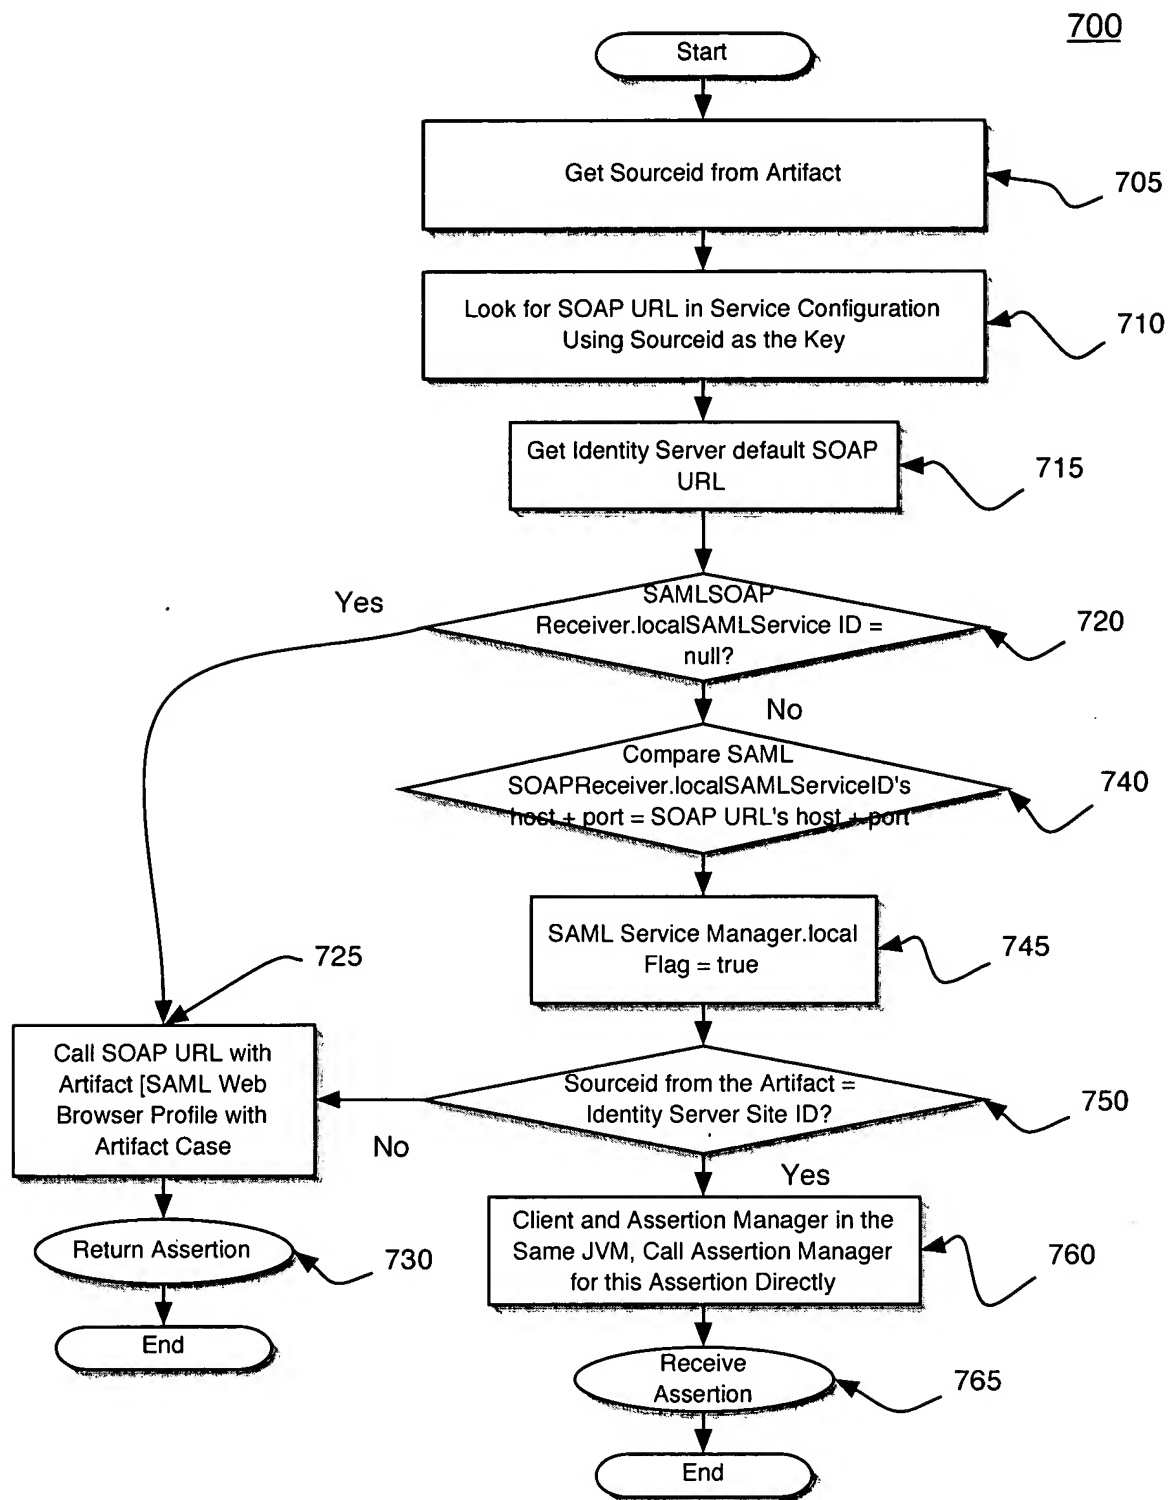 700
Start
Get Sourceid from Artifact
705
Look for SOAP URL in Service Configuration
Using Sourceid as the Key
710
Get Identity Server default SOAP
URL
715
Yes
SAMLSOAP
Receiver.localSAMLService ID =
null?
720
No
Compare SAML
SOAPReceiver.localSAMLServiceID's
host + port = SOAP URL's host + port
740
SAML Service Manager.local
Flag = true
745
725
Call SOAP URL with
Artifact [SAML Web
Browser Profile with
Artifact Case
Sourceid from the Artifact =
Identity Server Site ID?
750
No
Yes
Return Assertion
730
End
Client and Assertion Manager in the
Same JVM, Call Assertion Manager
for this Assertion Directly
760
Receive
Assertion
765
End